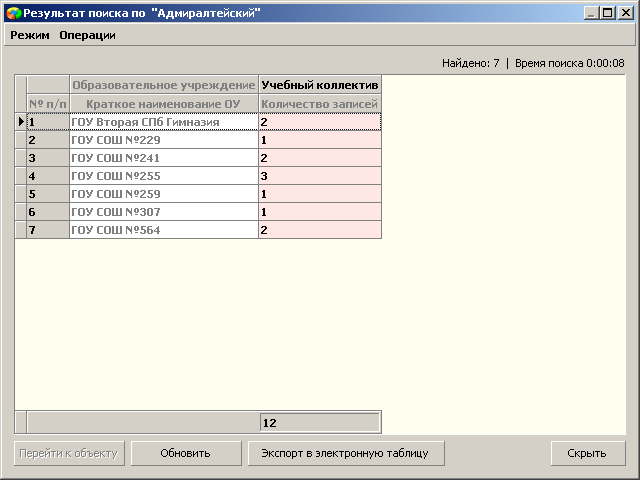 Результат поиска по "Адмиралтейский"
Режим Операции
Найдено: 7 | Время поиска 0:00:08
Образовательное учреждение Учебный коллектив
№ п/п Краткое наименование ОУ Количество записей
1 ГОУ Вторая СПб Гимназия 2
2 ГОУ СОШ №229 1
3 ГОУ СОШ №241 2
4 ГОУ СОШ №255 3
5 ГОУ СОШ №259 1
6 ГОУ СОШ №307 1
7 ГОУ СОШ №564 2
12
Перейти к объекту Обновить Экспорт в электронную таблицу Скрыть